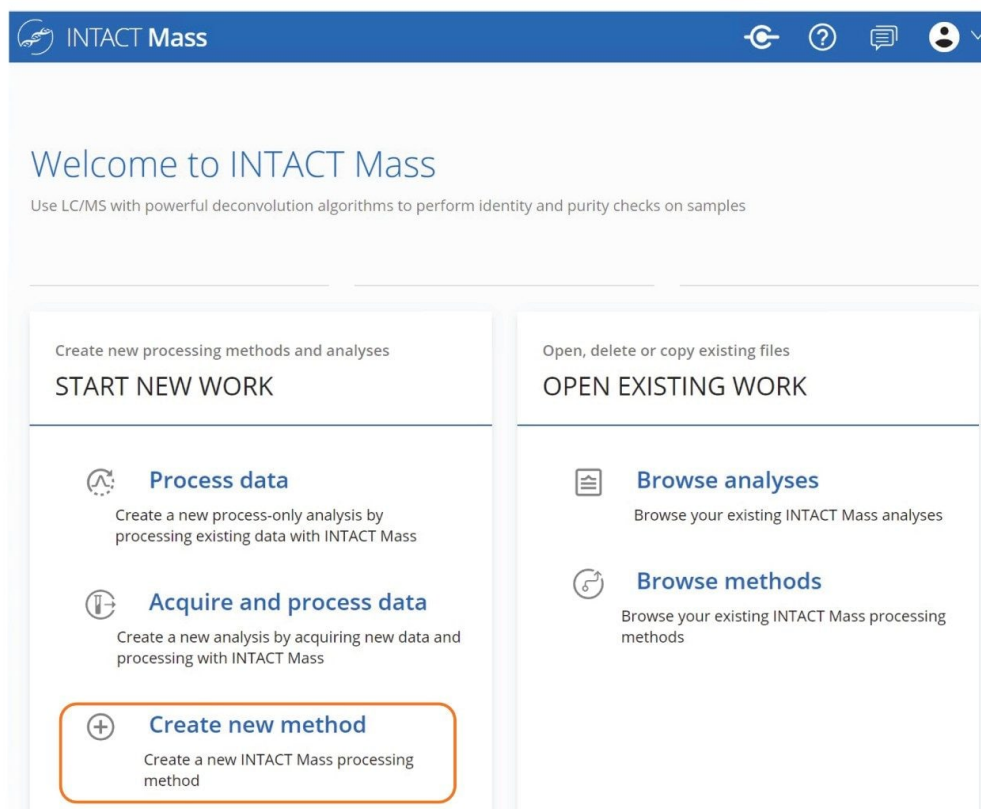 INTACT Mass
Welcome to INTACT Mass
Use LC/MS with powerful deconvolution algorithms to perform identity and purity checks on samples
Create new processing methods and analyses
START NEW WORK
Process data
Create a new process-only analysis by
processing existing data with INTACT Mass
Acquire and process data
Create a new analysis by acquiring new data and
processing with INTACT Mass
Create new method
Create a new INTACT Mass processing
method
Open, delete or copy existing files
OPEN EXISTING WORK
Browse analyses
Browse your existing INTACT Mass analyses
Browse methods
Browse your existing INTACT Mass processing
methods